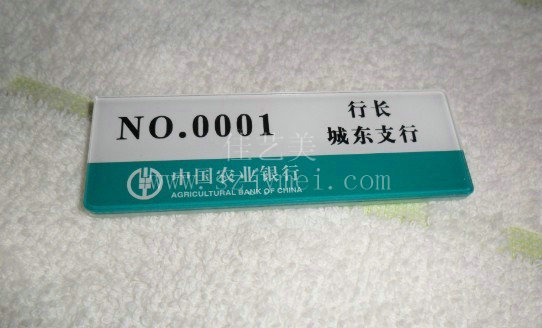 NO.0001
行长
城东支行
佳艺美
中国农业银行
AGRICULTURAL BANK OF CHINA